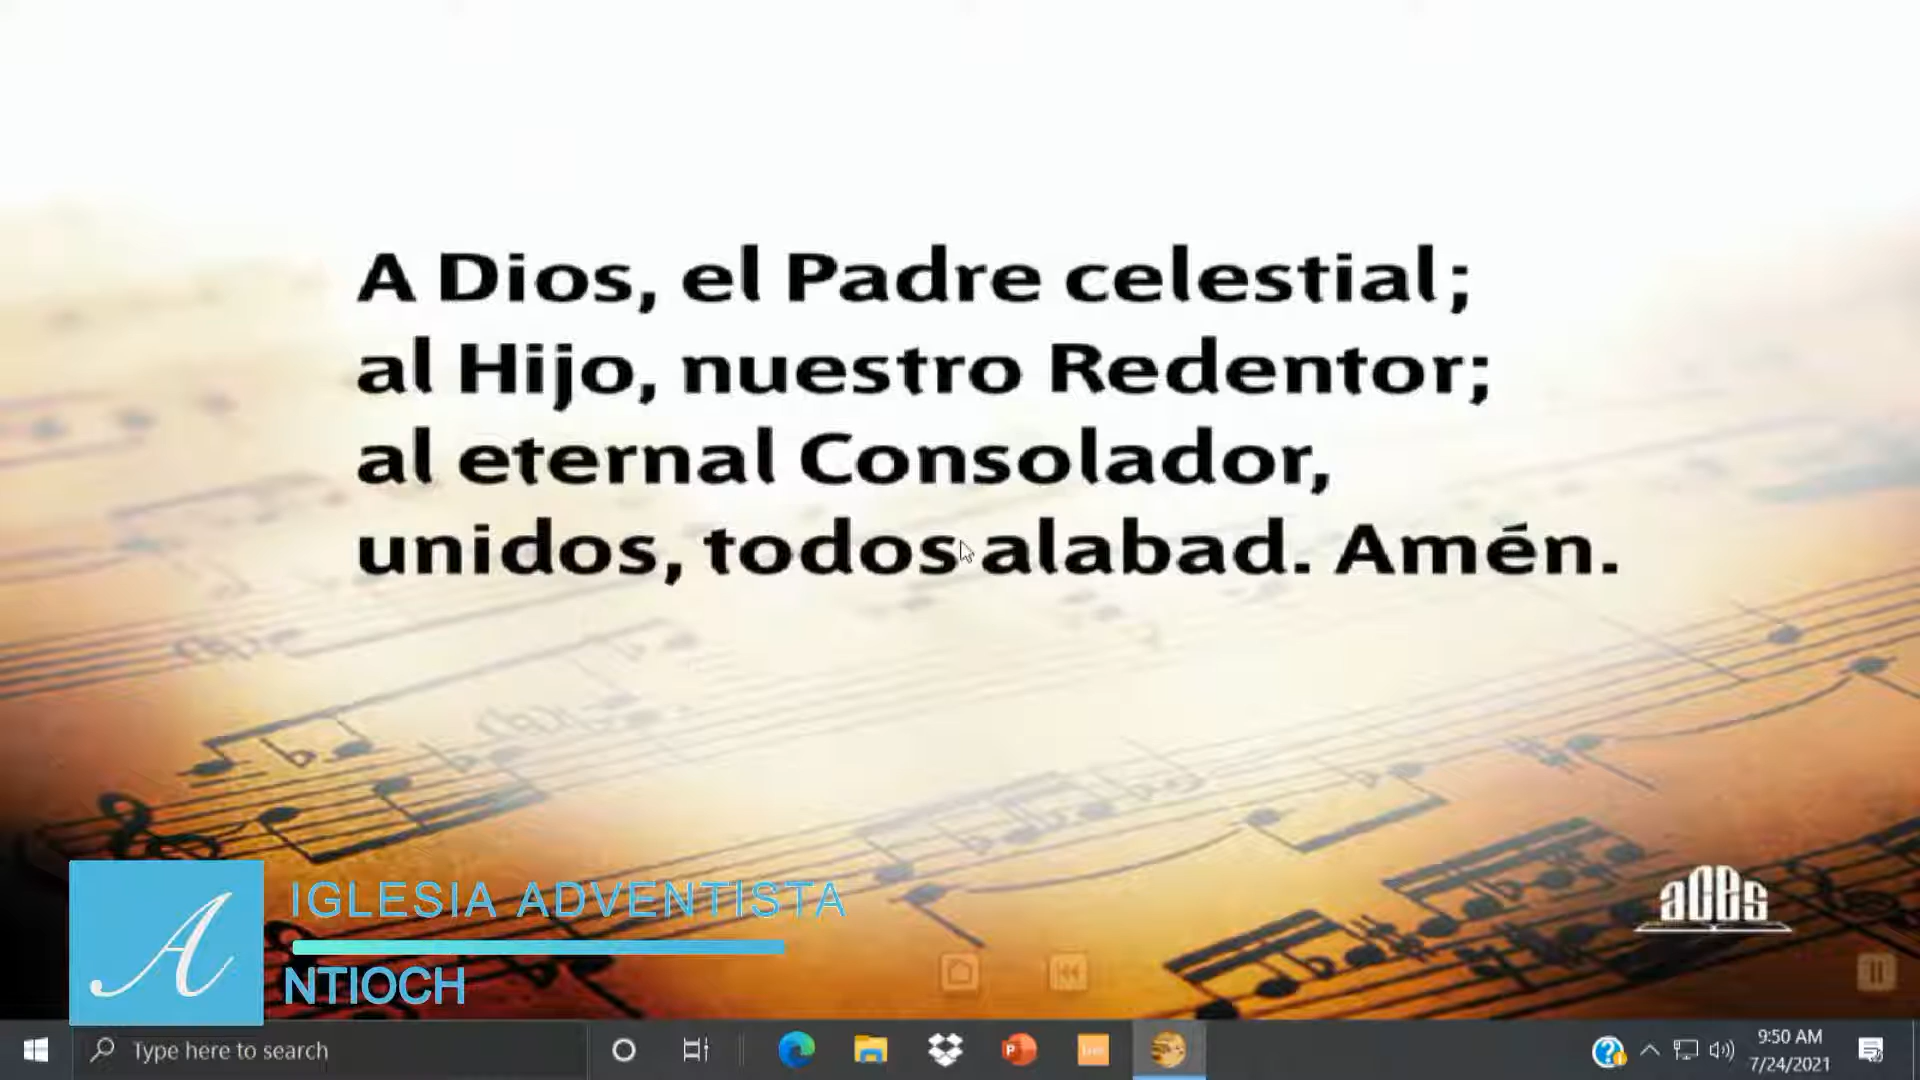 A Dios, el Padre celestial;
al Hijo, nuestro Redentor;
al eternal Consolador,
unidos, todos alabad. Amén.
aces
A
IGLESIA ADVENTISTA
NTIOCH
Type here to search
9:50 AM
7/24/2021